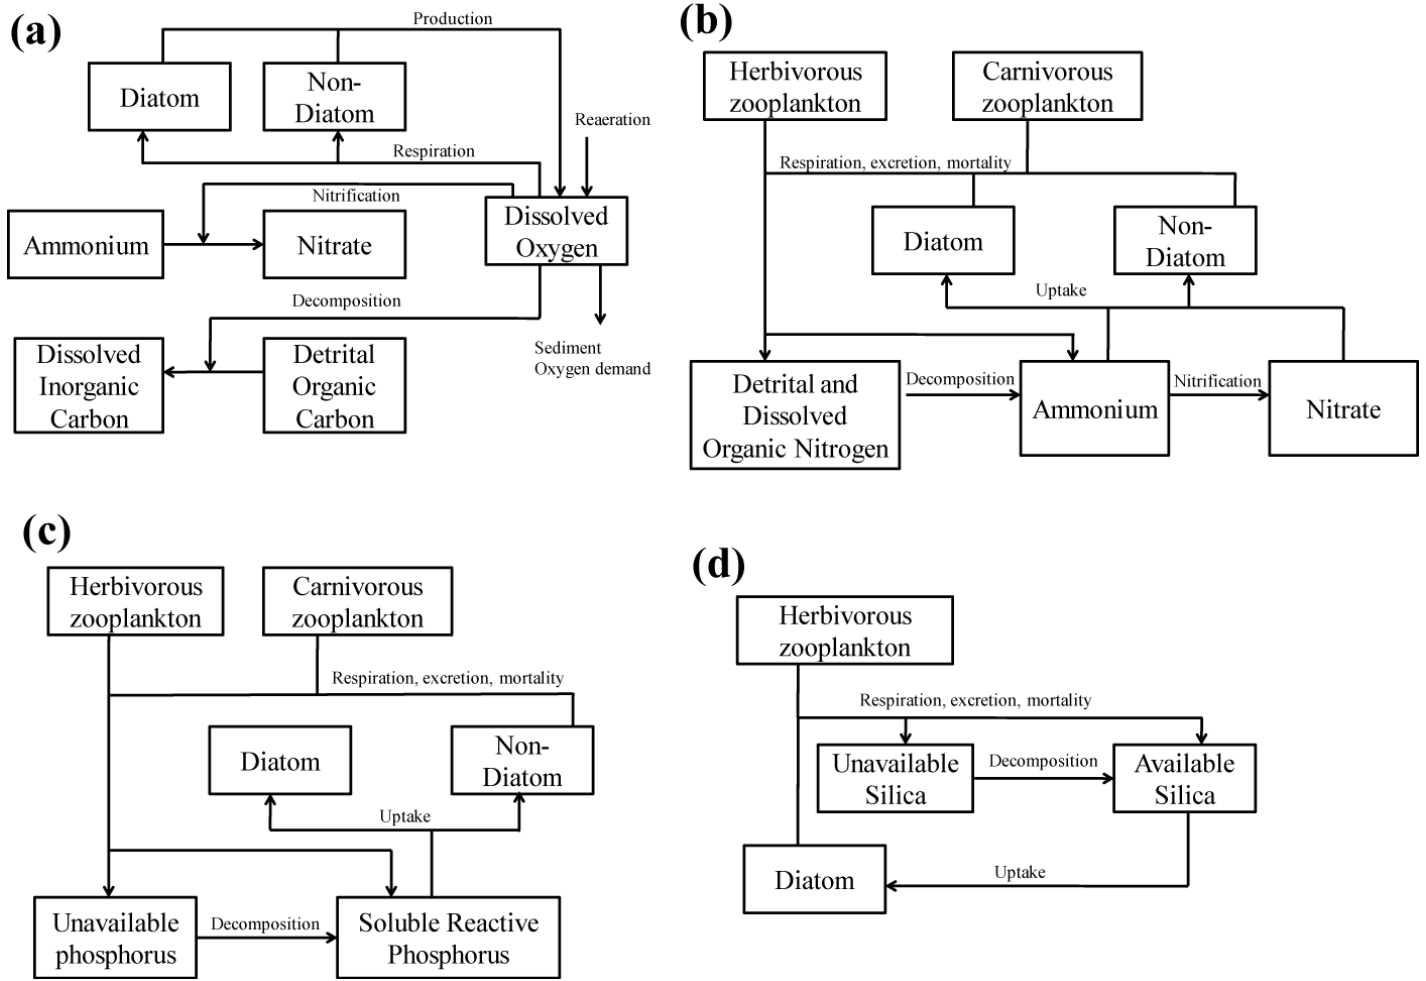 (a)
Production
Diatom
Non-
Diatom
Reaeration
Respiration
Nitrification
Ammonium
Nitrate
Dissolved
Oxygen
Decomposition
Dissolved
Inorganic
Carbon
Detrital
Organic
Carbon
Sediment
Oxygen demand
(b)
Herbivorous
zooplankton
Carnivorous
zooplankton
Respiration, excretion, mortality
Diatom
Non-
Diatom
Uptake
Detrital and
Dissolved
Organic Nitrogen
Decomposition
Ammonium
Nitrification
Nitrate
(c)
Herbivorous
zooplankton
Carnivorous
zooplankton
Respiration, excretion, mortality
Diatom
Non-
Diatom
Uptake
Unavailable
phosphorus
Decomposition
Soluble Reactive
Phosphorus
(d)
Herbivorous
zooplankton
Respiration, excretion, mortality
Unavailable
Silica
Decomposition
Available
Silica
Diatom
Uptake